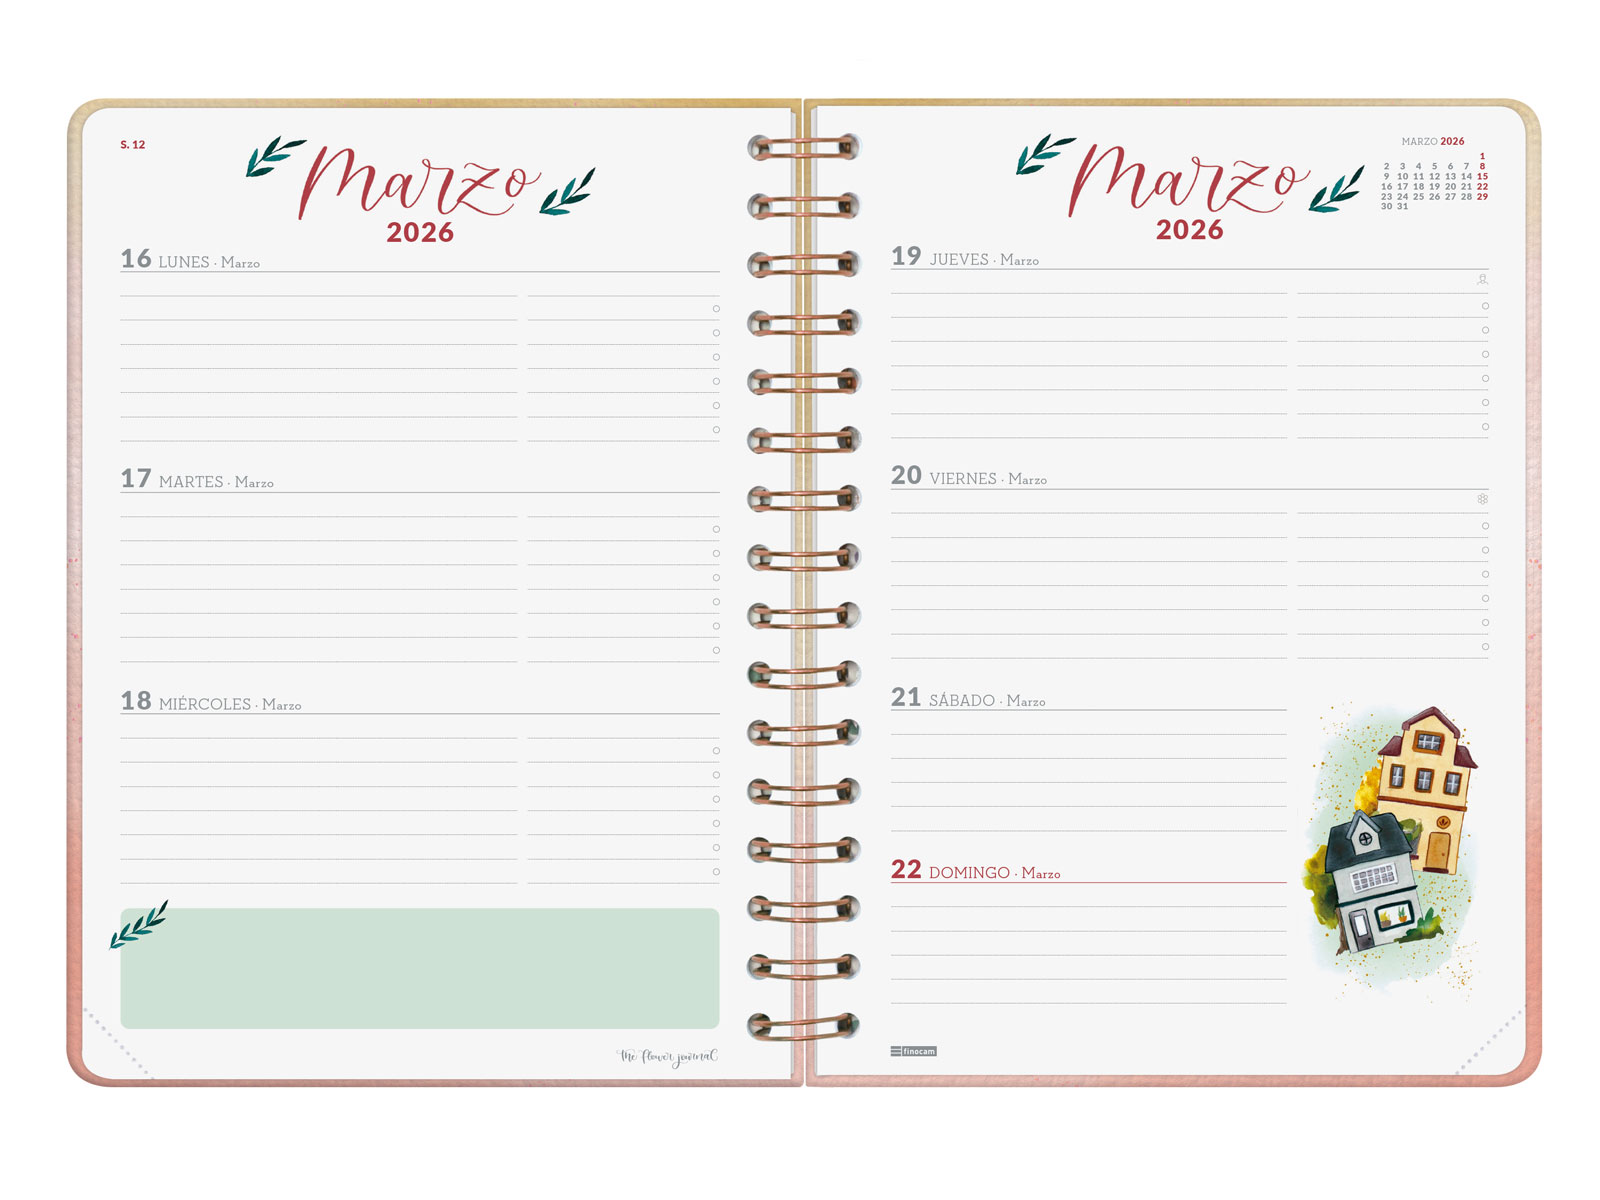 S. 12
Marzo
2026
16 LUNES · Marzo
17 MARTES · Marzo
18 MIÉRCOLES · Marzo
the flower journal
Marzo
2026
MARZO 2026
1
2 3 4 5 6 7 8
9 10 11 12 13 14 15
16 17 18 19 20 21 22
23 24 25 26 27 28 29
30 31
19 JUEVES · Marzo
20 VIERNES · Marzo
21 SÁBADO · Marzo
22 DOMINGO · Marzo
finocam